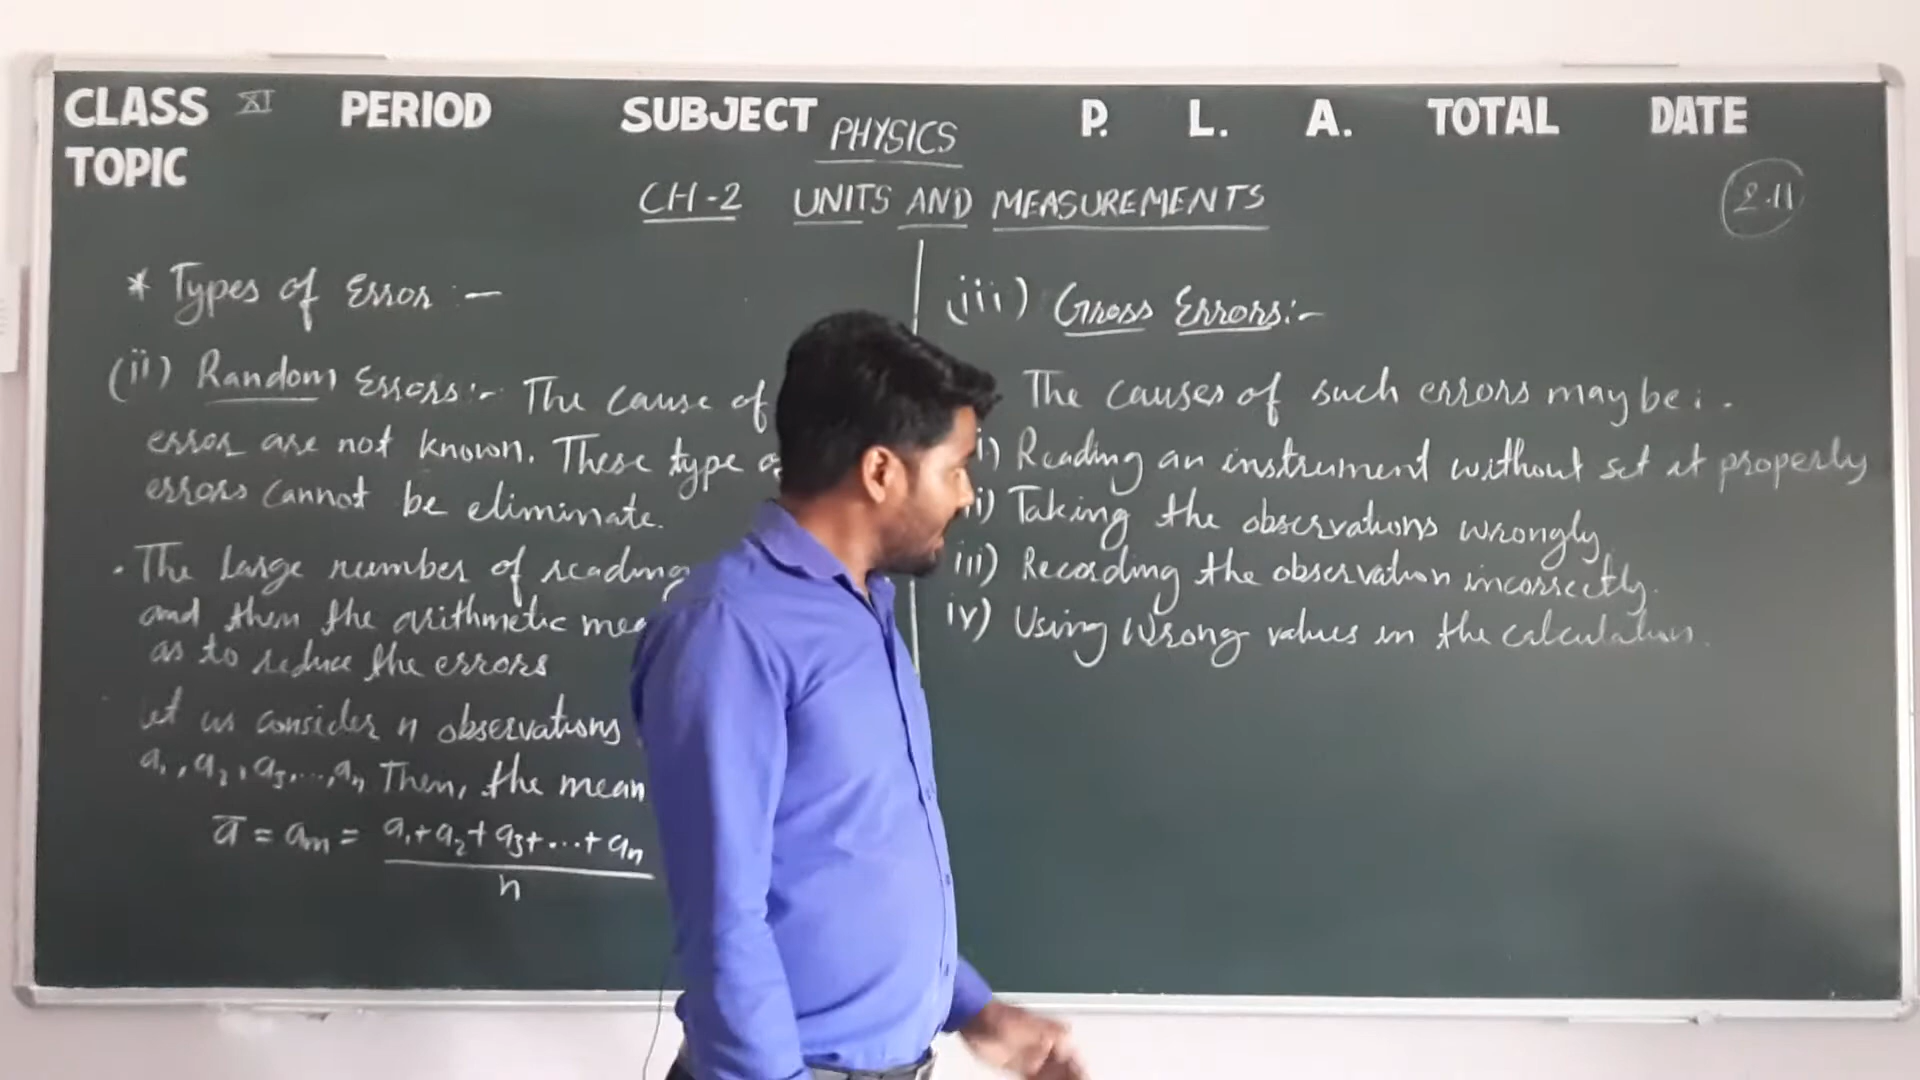 CLASS XI PERIOD SUBJECT PHYSICS P. L. A. TOTAL DATE
TOPIC
CH-2 UNITS AND MEASUREMENTS
2.11
* Types of Error :-
(ii) Random Errors:- The cause of
error are not known. These type
errors cannot be eliminate.
. The large number of reading
and then the arithmetic
as to reduce the errors
Let us consider n observations
a₁, a₂, a₃, ..., aₙ Then, the mean
a̅ = aₘ = a₁+a₂+a₃+...+aₙ
n
(iii) Gross Errors:-
The causes of such errors may be: .
i) Reading an instrument without set it properly
ii) Taking the observations wrongly
iii) Recording the observation incorrectly.
iv) Using wrong values in the calculation.